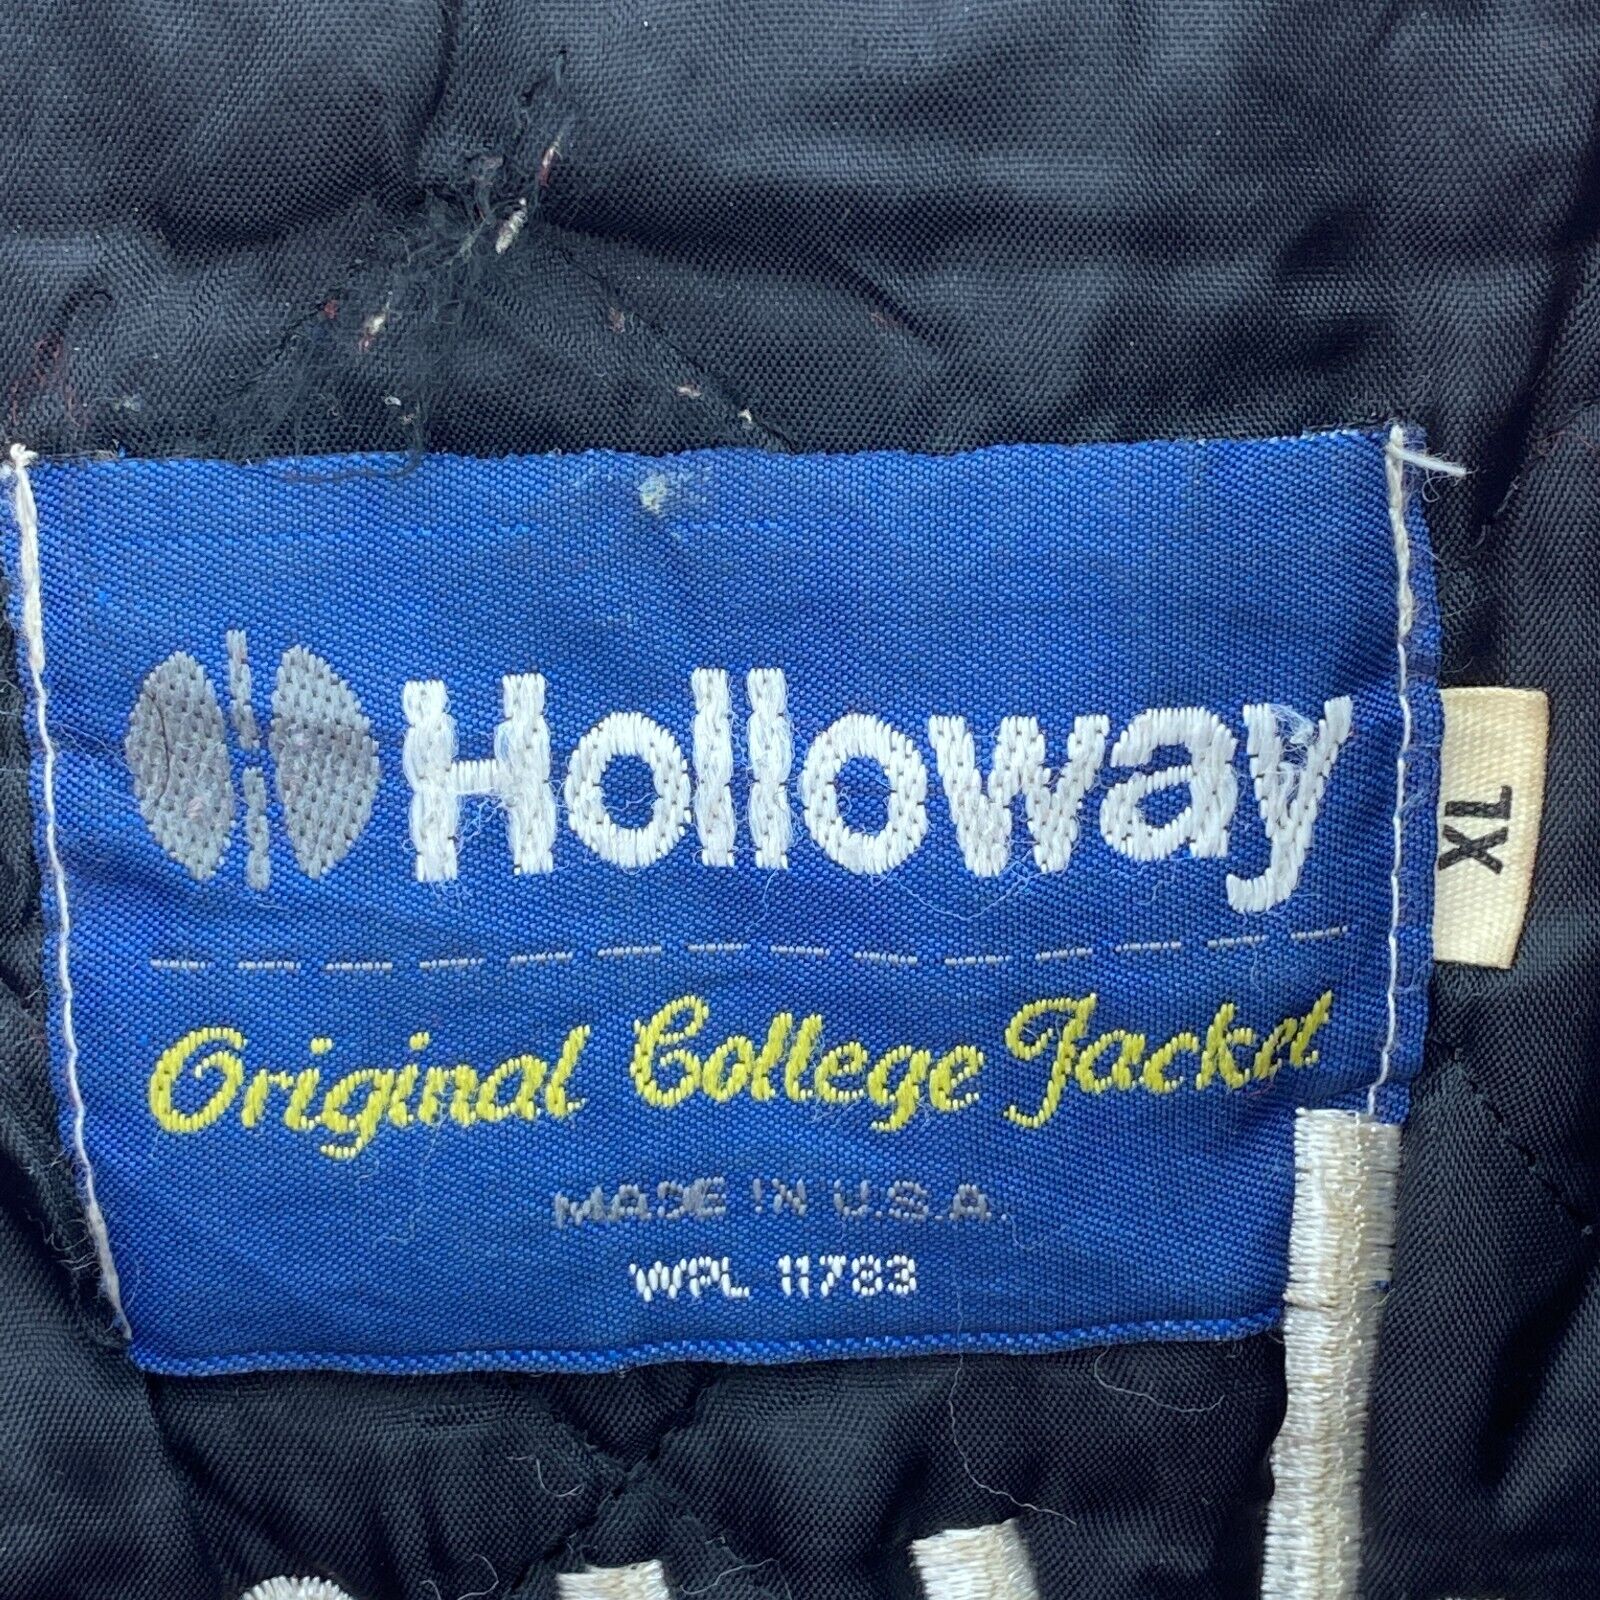 Holloway
Original College Jacket
MADE IN U.S.A.
WPL 11783
XL